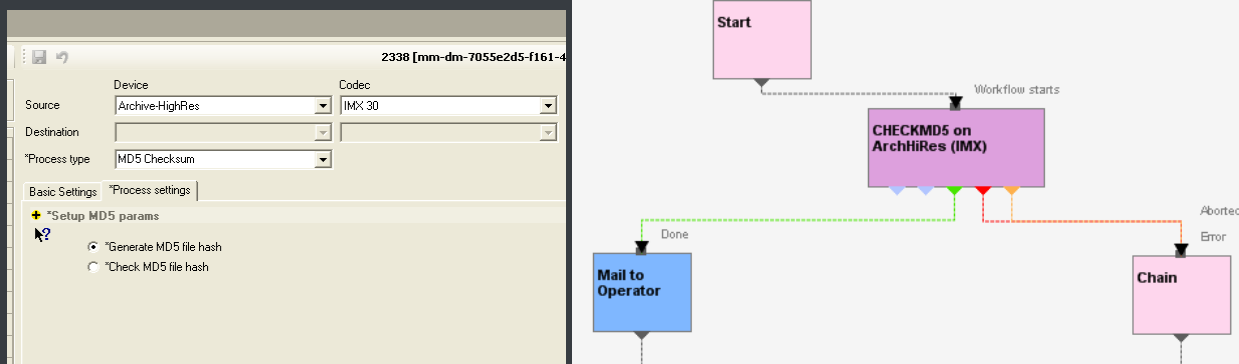 2338 [mm-dm-7055e2d5-f161-4
Device Codec
Source Archive-HighRes IMX 30
Destination
*Process type MD5 Checksum
Basic Settings *Process settings
*Setup MD5 params
*Generate MD5 file hash
*Check MD5 file hash
Start
Workflow starts
CHECKMD5 on
ArchHiRes (IMX)
Done
Aborted
Error
Mail to
Operator
Chain